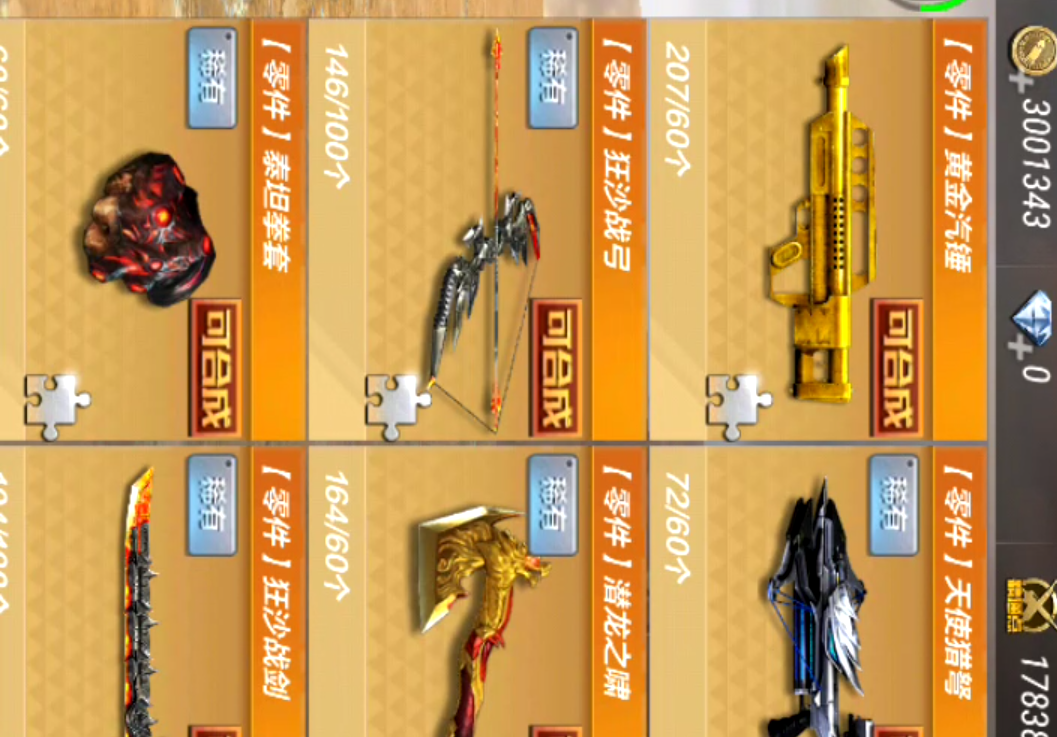 3001343
0
【零件】黄金汽锤
207/60个
可合成
【零件】天使猎弩
稀有
72/60个
【零件】狂沙战弓
稀有
146/100个
可合成
【零件】潜龙之啸
稀有
164/60个
【零件】泰坦拳套
稀有
可合成
【零件】狂沙战剑
稀有